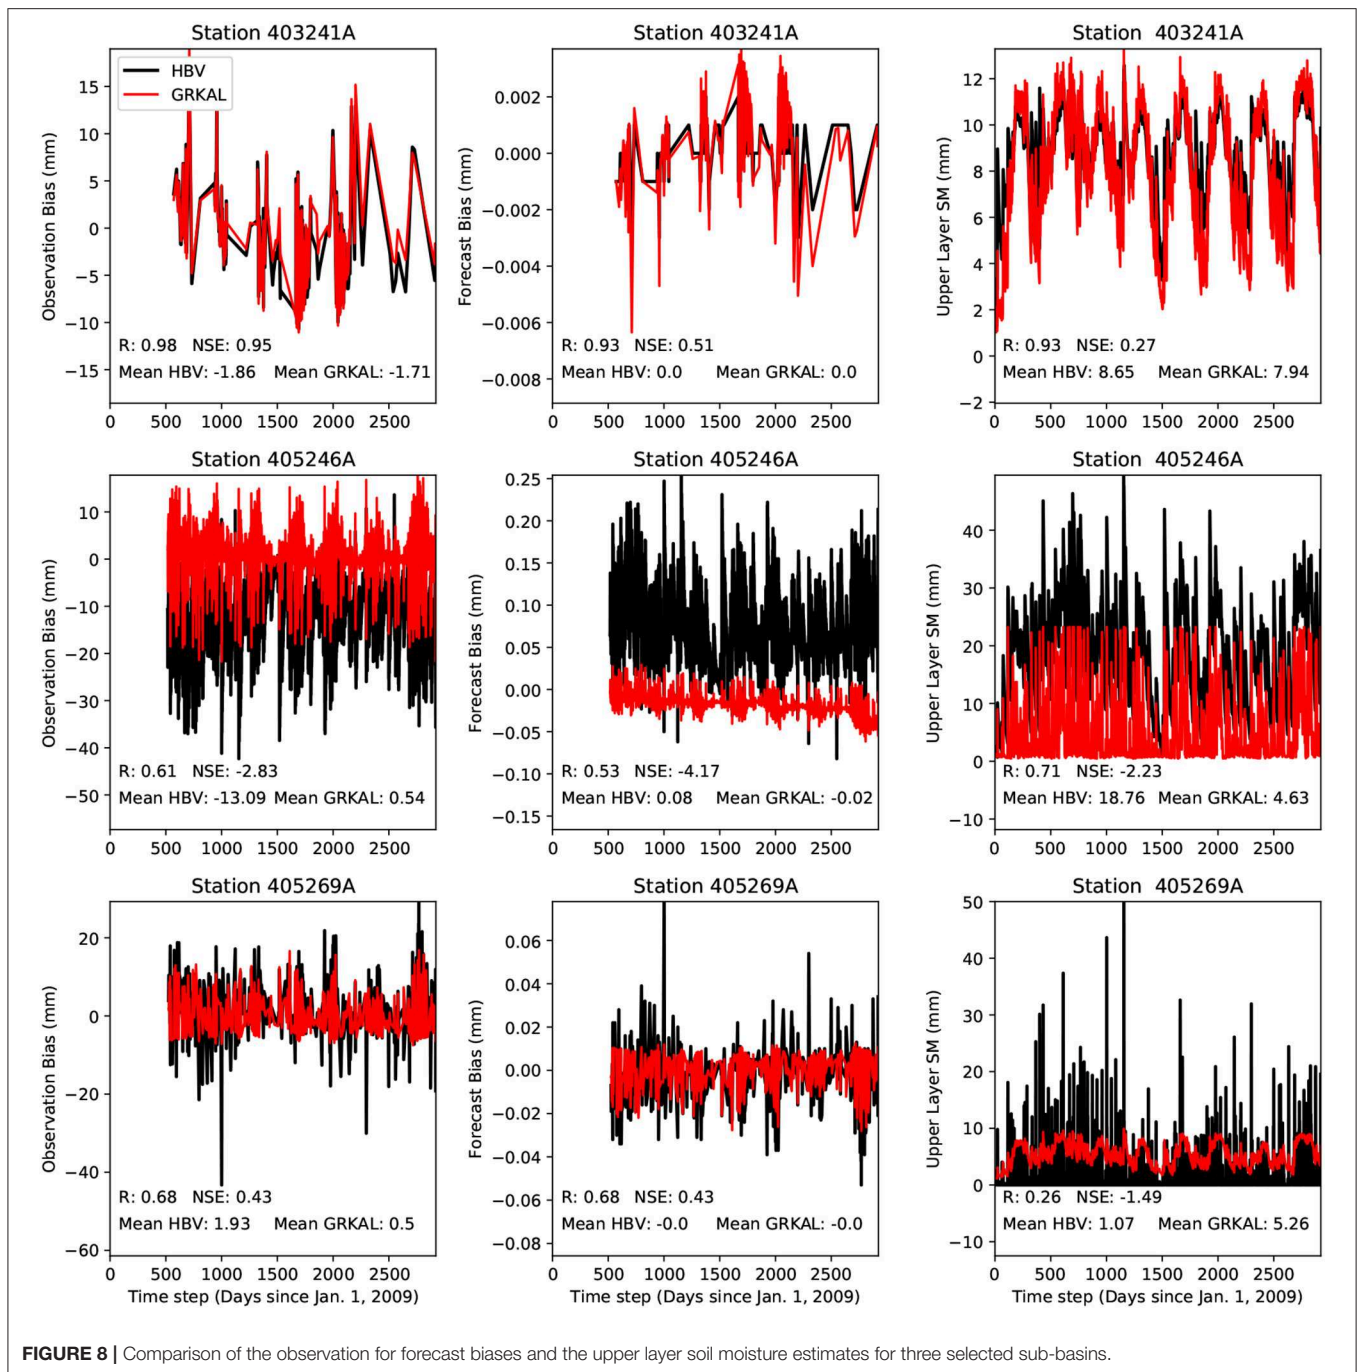 Station 403241A
Station 403241A
Station  403241A
HBV
GRKAL
Observation Bias (mm)
15
10
5
0
−5
−10
−15
R: 0.98   NSE: 0.95
Mean HBV: -1.86   Mean GRKAL: -1.71
0 500 1000 1500 2000 2500
Forecast Bias (mm)
0.002
0.000
−0.002
−0.004
−0.006
−0.008
R: 0.93   NSE: 0.51
Mean HBV: 0.0   Mean GRKAL: 0.0
0 500 1000 1500 2000 2500
Upper Layer SM (mm)
12
10
8
6
4
2
0
−2
R: 0.93   NSE: 0.27
Mean HBV: 8.65   Mean GRKAL: 7.94
0 500 1000 1500 2000 2500
Station 405246A
Station 405246A
Station  405246A
Observation Bias (mm)
10
0
−10
−20
−30
−40
−50
R: 0.61   NSE: -2.83
Mean HBV: -13.09 Mean GRKAL: 0.54
0 500 1000 1500 2000 2500
Forecast Bias (mm)
0.25
0.20
0.15
0.10
0.05
0.00
−0.05
−0.10
−0.15
R: 0.53   NSE: -4.17
Mean HBV: 0.08   Mean GRKAL: -0.02
0 500 1000 1500 2000 2500
Upper Layer SM (mm)
40
30
20
10
0
−10
R: 0.71   NSE: -2.23
Mean HBV: 18.76  Mean GRKAL: 4.63
0 500 1000 1500 2000 2500
Station 405269A
Station 405269A
Station  405269A
Observation Bias (mm)
20
0
−20
−40
−60
R: 0.68   NSE: 0.43
Mean HBV: 1.93   Mean GRKAL: 0.5
0 500 1000 1500 2000 2500
Time step (Days since Jan. 1, 2009)
Forecast Bias (mm)
0.06
0.04
0.02
0.00
−0.02
−0.04
−0.06
−0.08
R: 0.68   NSE: 0.43
Mean HBV: -0.0   Mean GRKAL: -0.0
0 500 1000 1500 2000 2500
Time step (Days since Jan. 1, 2009)
Upper Layer SM (mm)
50
40
30
20
10
0
−10
R: 0.26   NSE: -1.49
Mean HBV: 1.07   Mean GRKAL: 5.26
0 500 1000 1500 2000 2500
Time step (Days since Jan. 1, 2009)
FIGURE 8 | Comparison of the observation for forecast biases and the upper layer soil moisture estimates for three selected sub-basins.